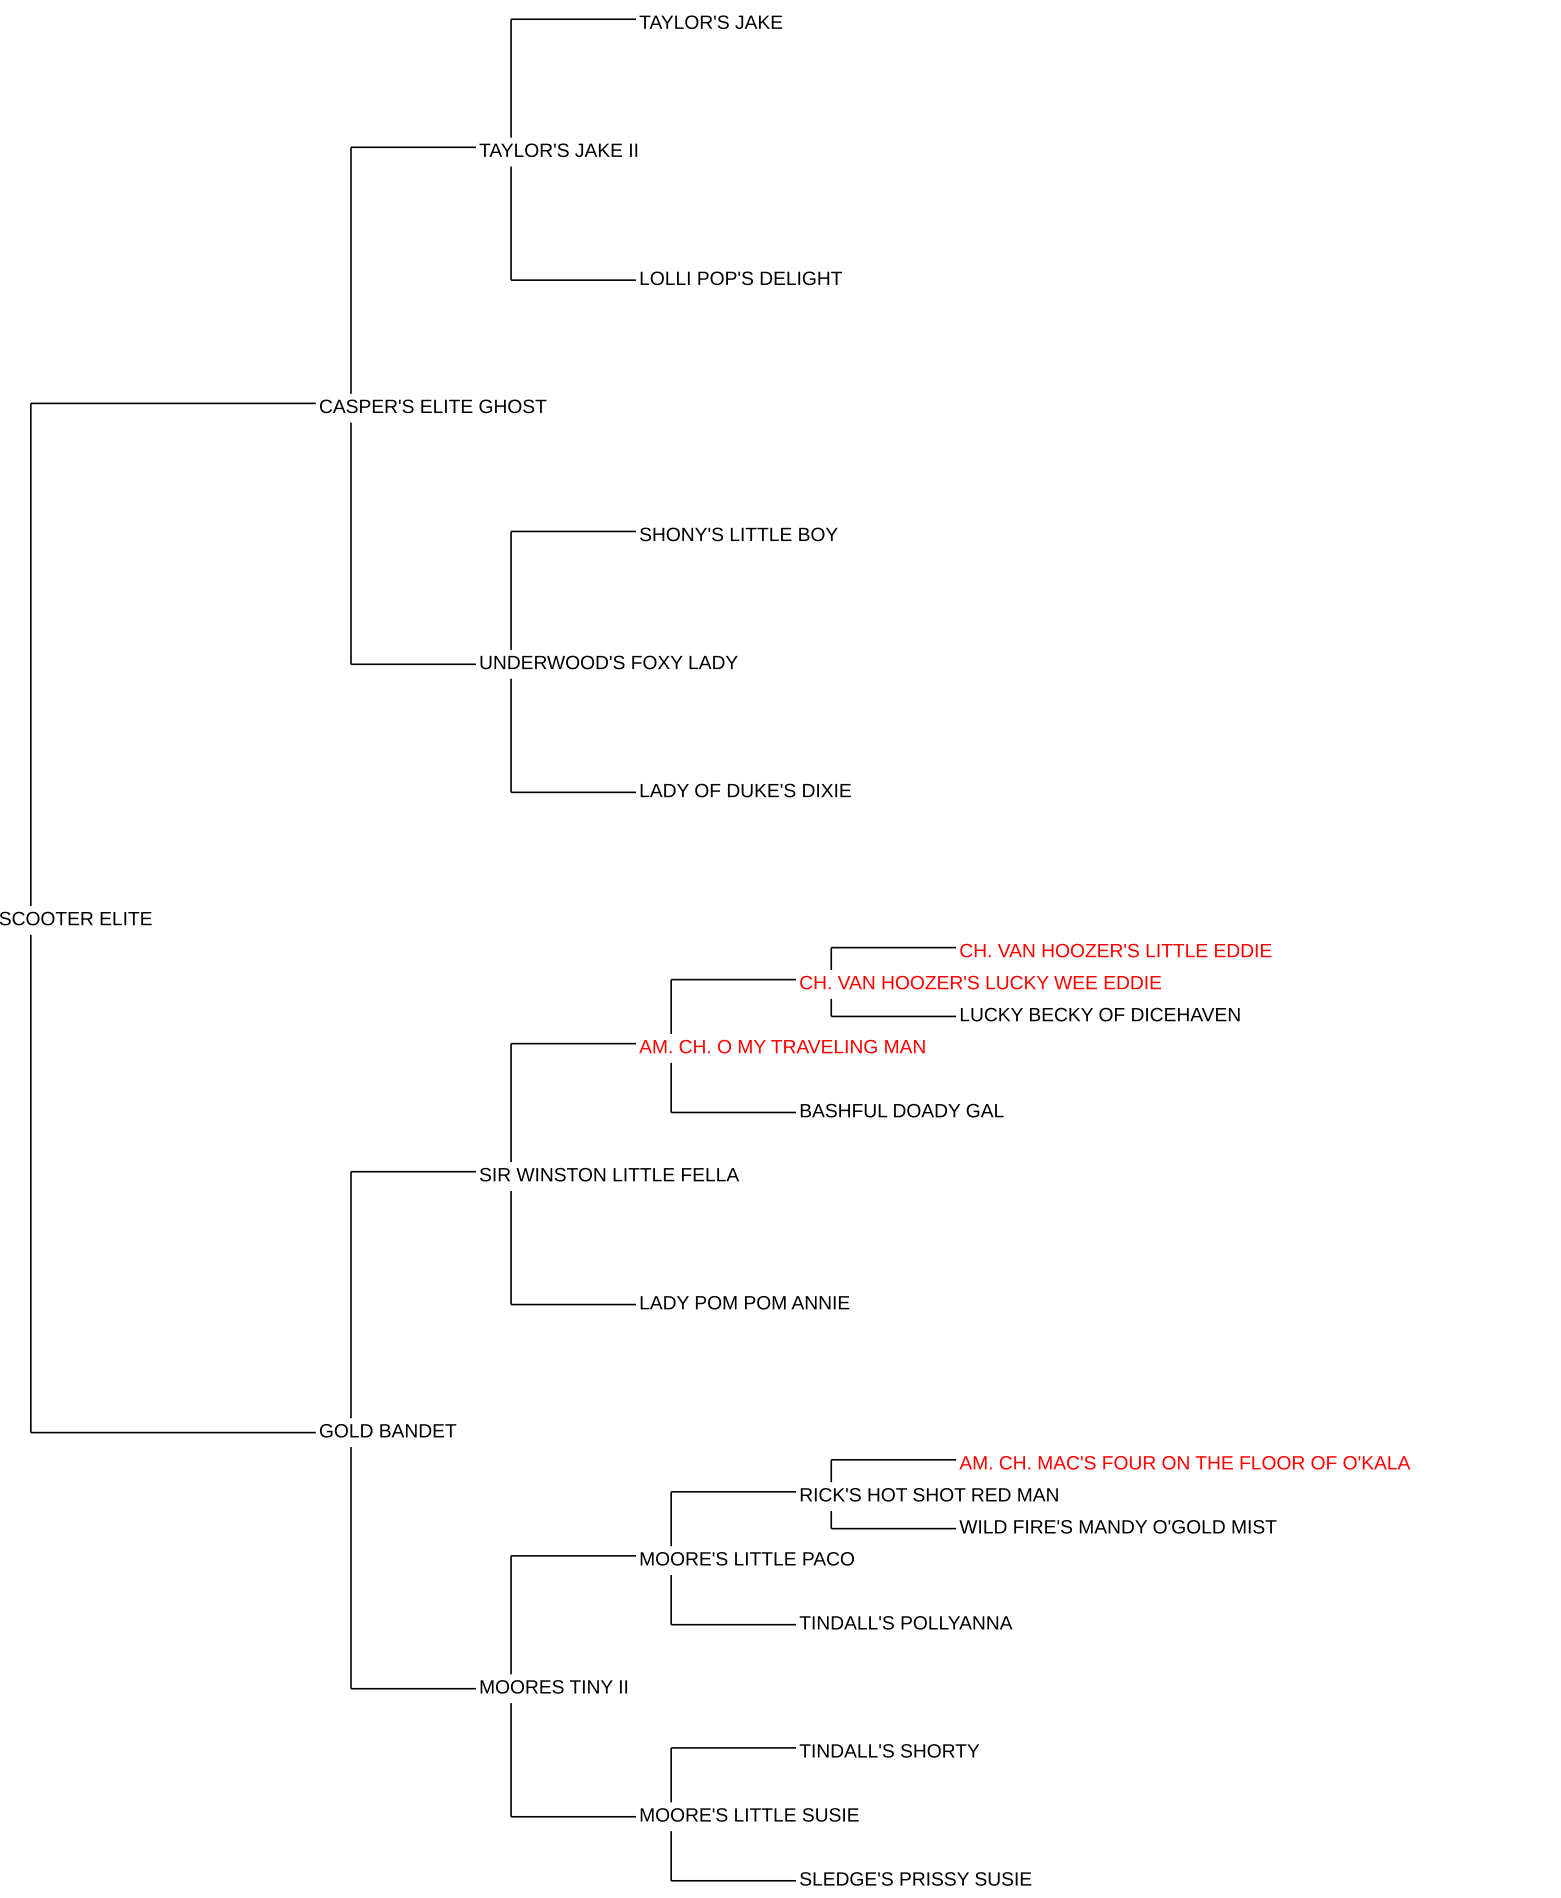 TAYLOR'S JAKE
TAYLOR'S JAKE II
LOLLI POP'S DELIGHT
CASPER'S ELITE GHOST
SHONY'S LITTLE BOY
UNDERWOOD'S FOXY LADY
LADY OF DUKE'S DIXIE
SCOOTER ELITE
CH. VAN HOOZER'S LITTLE EDDIE
CH. VAN HOOZER'S LUCKY WEE EDDIE
LUCKY BECKY OF DICEHAVEN
AM. CH. O MY TRAVELING MAN
BASHFUL DOADY GAL
SIR WINSTON LITTLE FELLA
LADY POM POM ANNIE
GOLD BANDET
AM. CH. MAC'S FOUR ON THE FLOOR OF O'KALA
RICK'S HOT SHOT RED MAN
WILD FIRE'S MANDY O'GOLD MIST
MOORE'S LITTLE PACO
TINDALL'S POLLYANNA
MOORES TINY II
TINDALL'S SHORTY
MOORE'S LITTLE SUSIE
SLEDGE'S PRISSY SUSIE